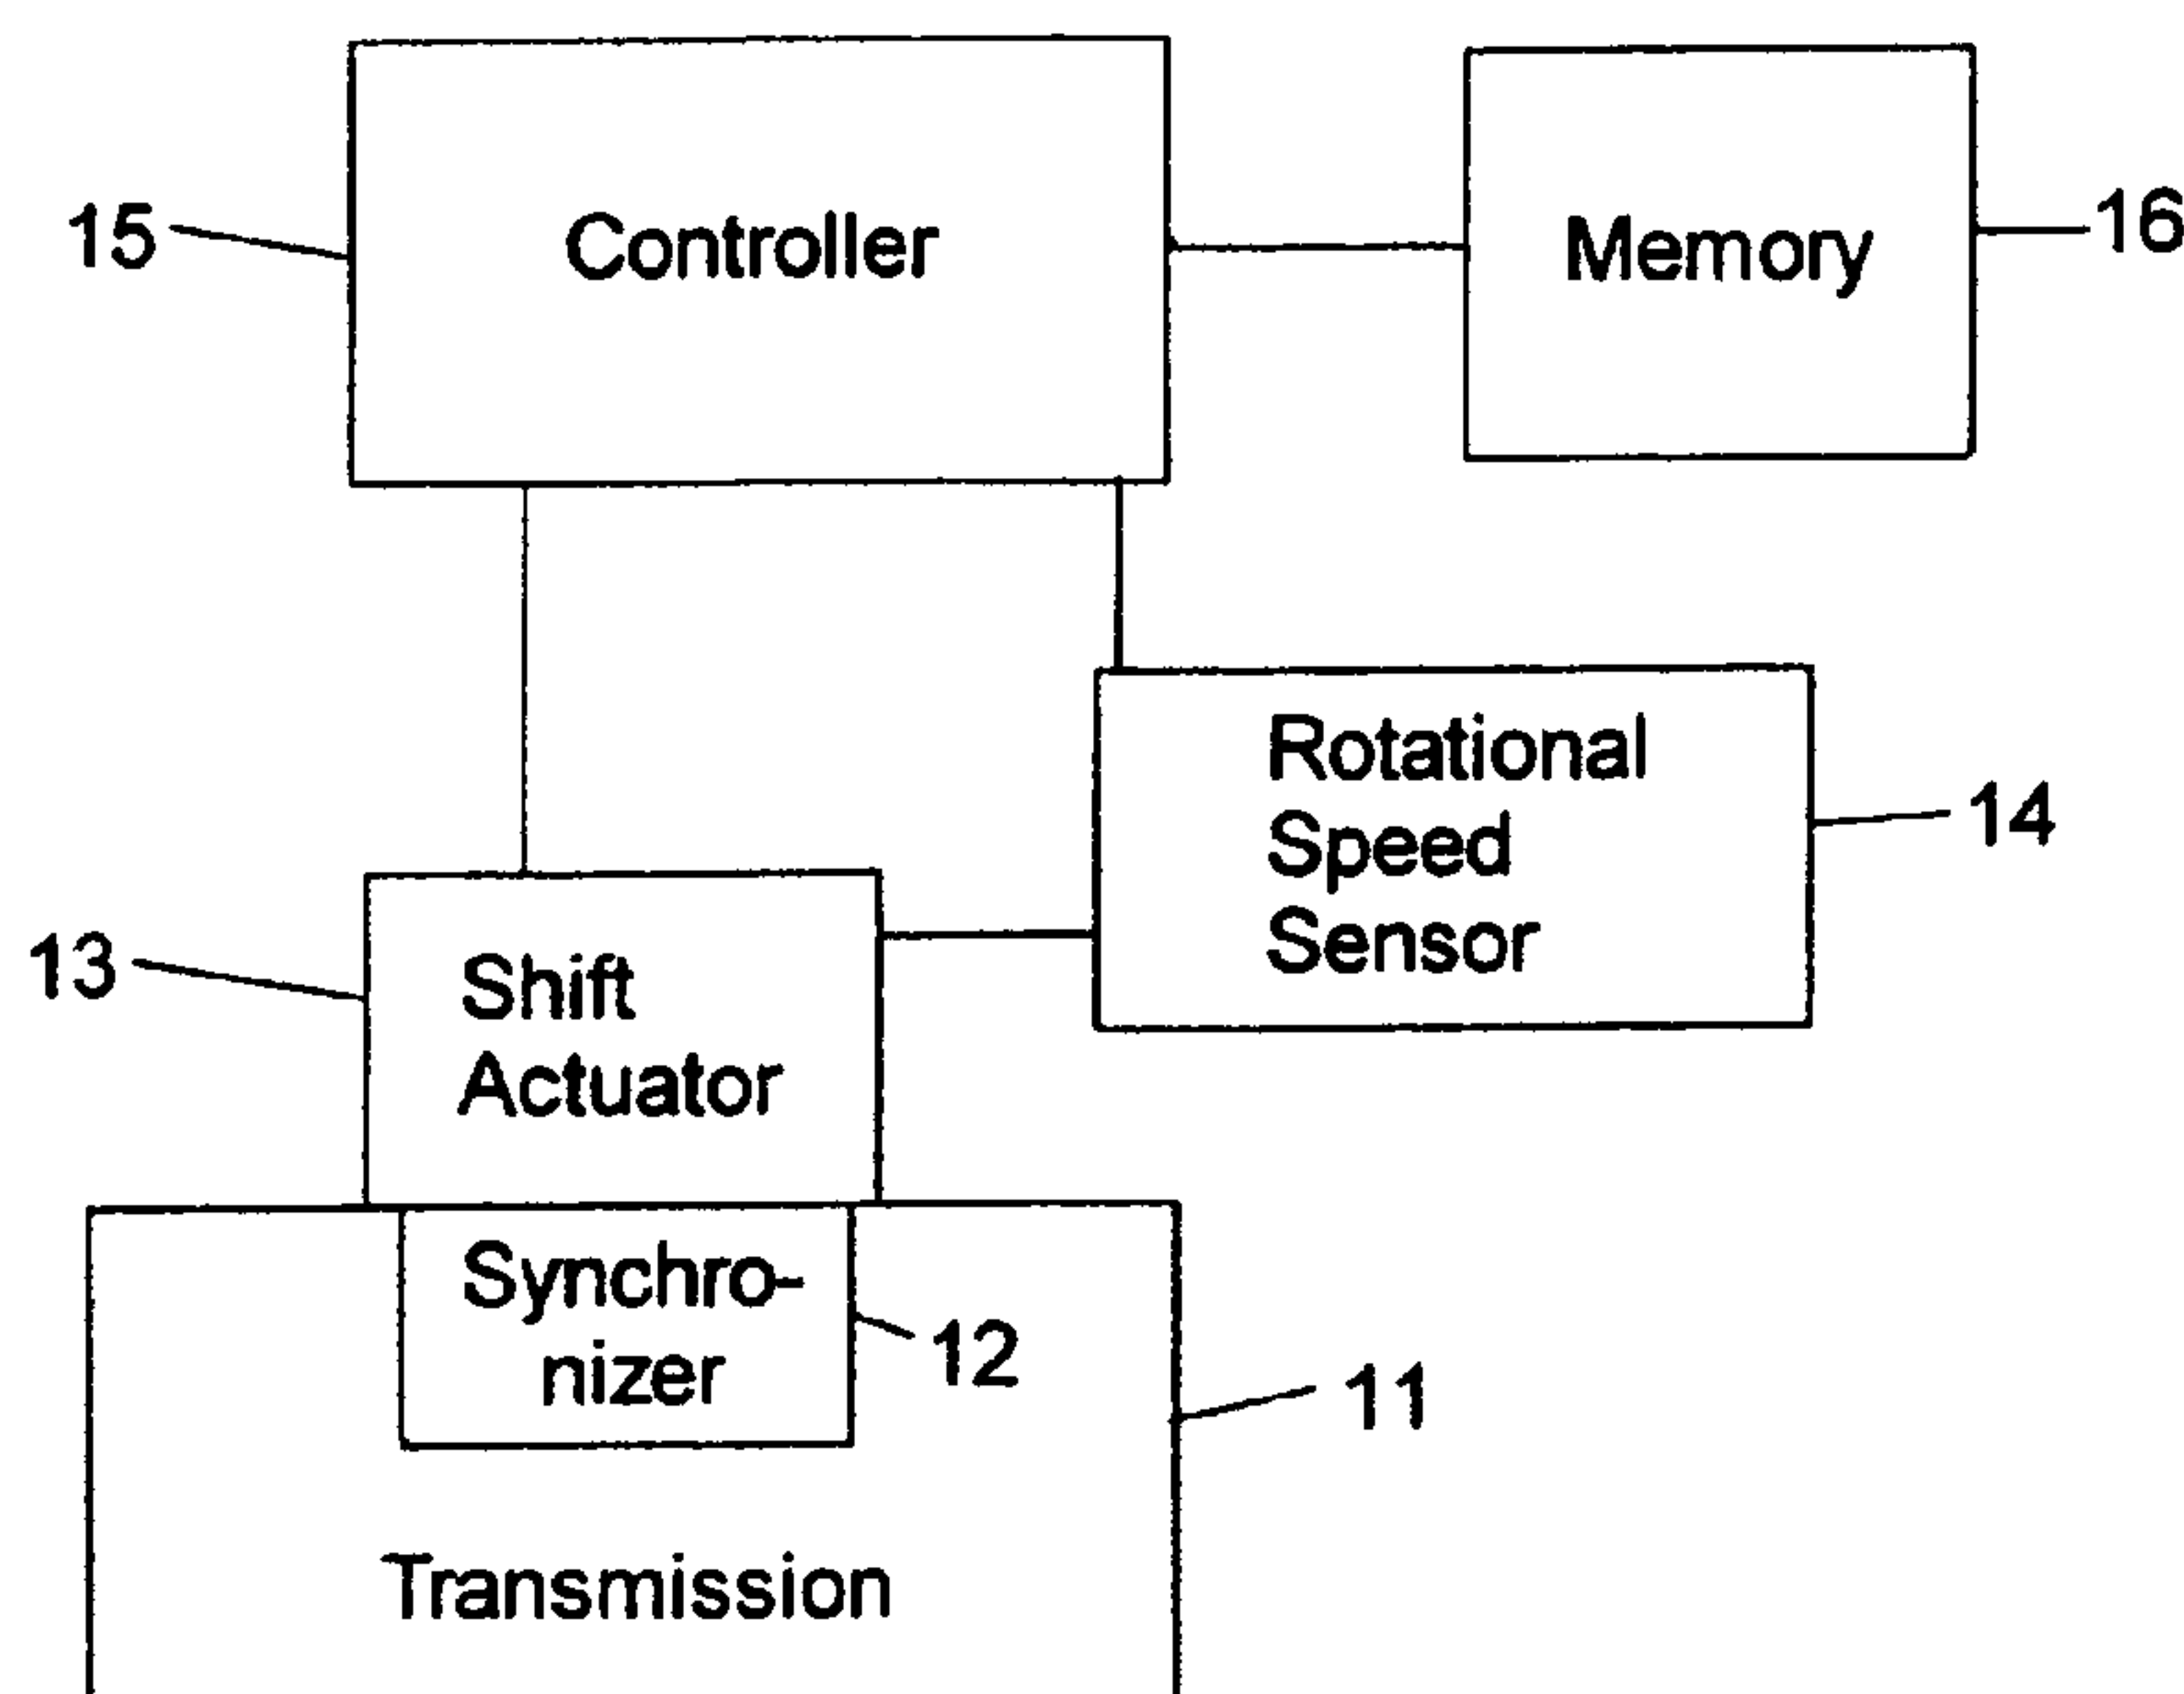 15
Controller
Memory
16
Rotational
Speed
Sensor
14
13
Shift
Actuator
Synchro-
nizer
12
11
Transmission